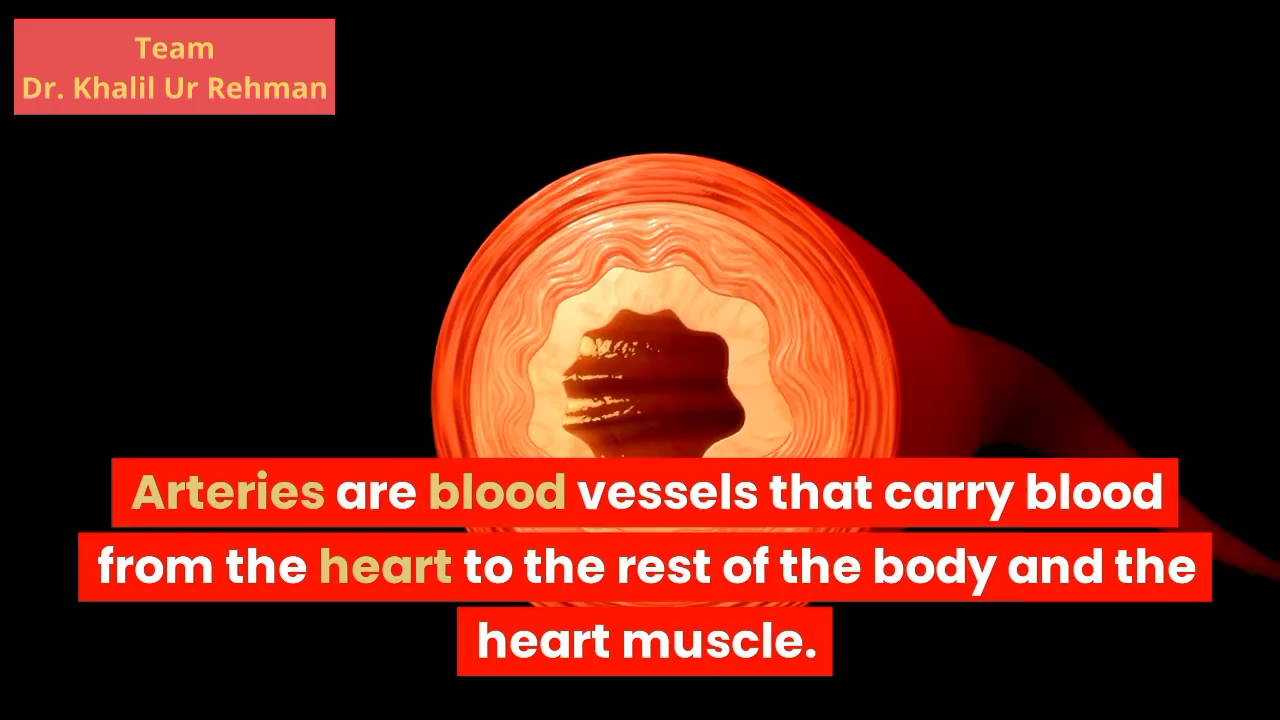 Team
Dr. Khalil Ur Rehman
Arteries are blood vessels that carry blood
from the heart to the rest of the body and the
heart muscle.